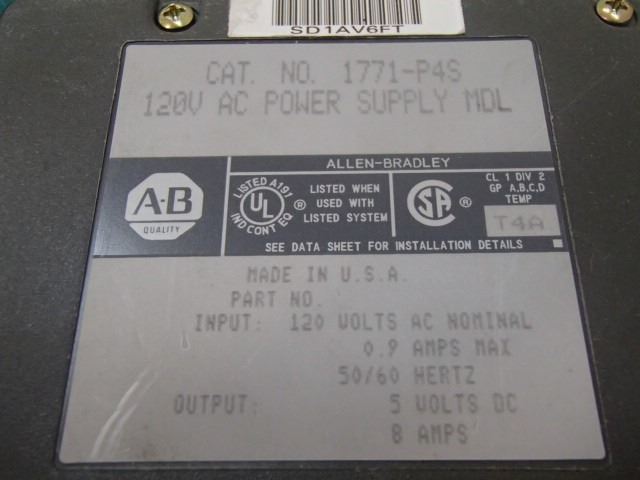 SD1AV6FT
CAT. NO. 1771-P4S
120V AC POWER SUPPLY MDL
ALLEN-BRADLEY
A-B
QUALITY
LISTED A191
UL ®
IND CONT EQ
LISTED WHEN
USED WITH
LISTED SYSTEM
SA ®
CL 1 DIV 2
GP A,B,C,D
TEMP
T4A
SEE DATA SHEET FOR INSTALLATION DETAILS
MADE IN U.S.A.
PART NO.
INPUT: 120 VOLTS AC NOMINAL
0.9 AMPS MAX
50/60 HERTZ
OUTPUT: 5 VOLTS DC
8 AMPS